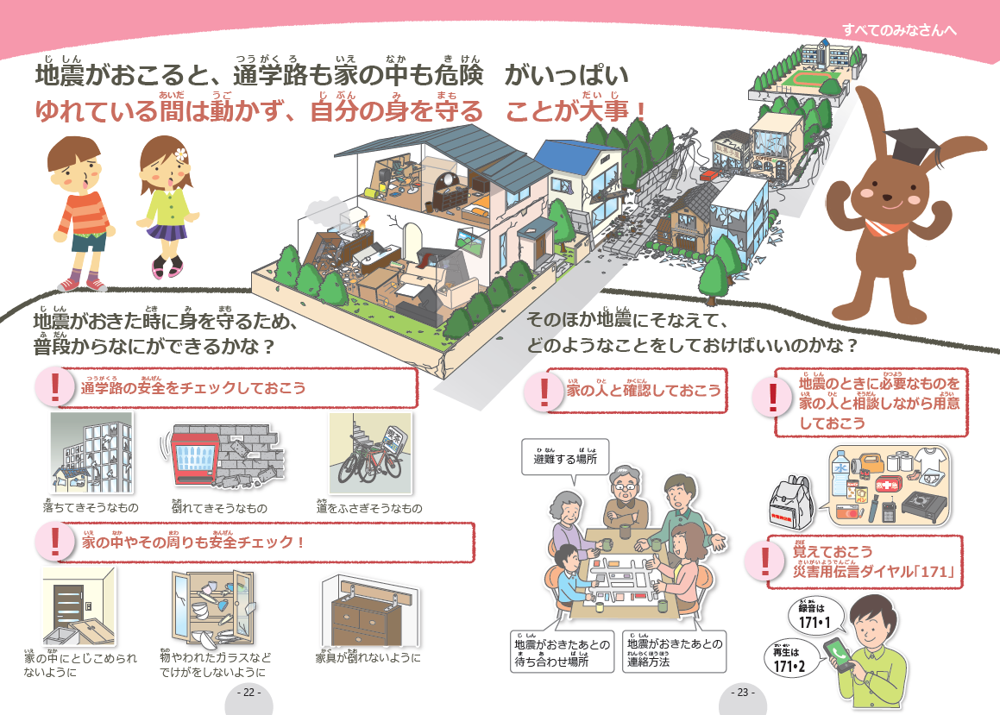 すべてのみなさんへ
地震がおこると、通学路も家の中も危険 がいっぱい
ゆれている間は動かず、自分の身を守る ことが大事！
地震がおきた時に身を守るため、
普段からなにができるかな？
！通学路の安全をチェックしておこう
落ちてきそうなもの
倒れてきそうなもの
道をふさぎそうなもの
！家の中やその周りも安全チェック！
家の中にとじこめられ
ないように
物やわれたガラスなど
でけがをしないように
家具が倒れないように
- 22 -
そのほか地震にそなえて、
どのようなことをしておけばいいのかな？
！家の人と確認しておこう
避難する場所
地震がおきたあとの
待ち合わせ場所
地震がおきたあとの
連絡方法
！地震のときに必要なものを
家の人と相談しながら用意
しておこう
水
！覚えておこう
災害用伝言ダイヤル「171」
録音は
171・1
再生は
171・2
- 23 -